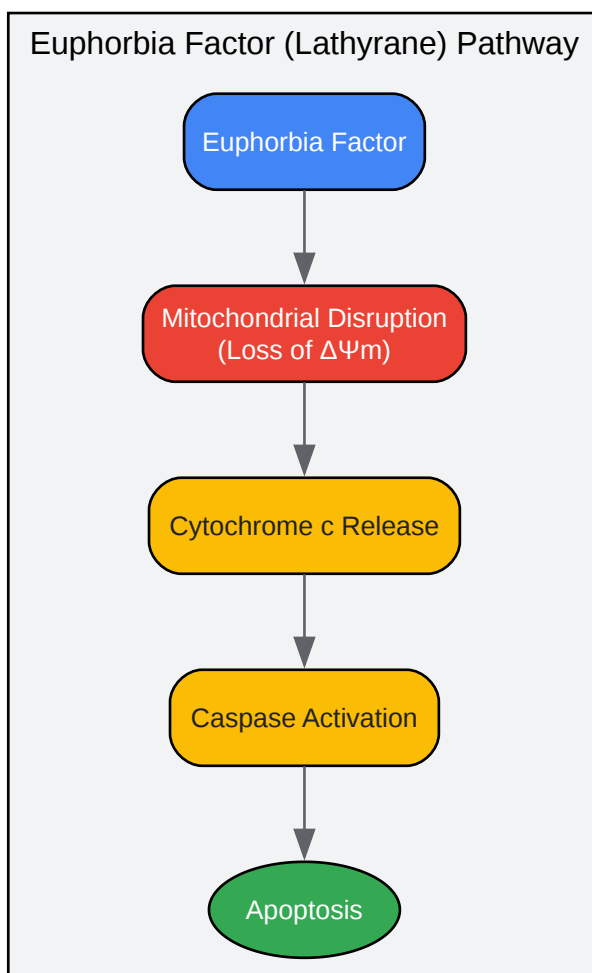 Euphorbia Factor (Lathyrane) Pathway
Euphorbia Factor
Mitochondrial Disruption
(Loss of ΔΨm)
Cytochrome c Release
Caspase Activation
Apoptosis